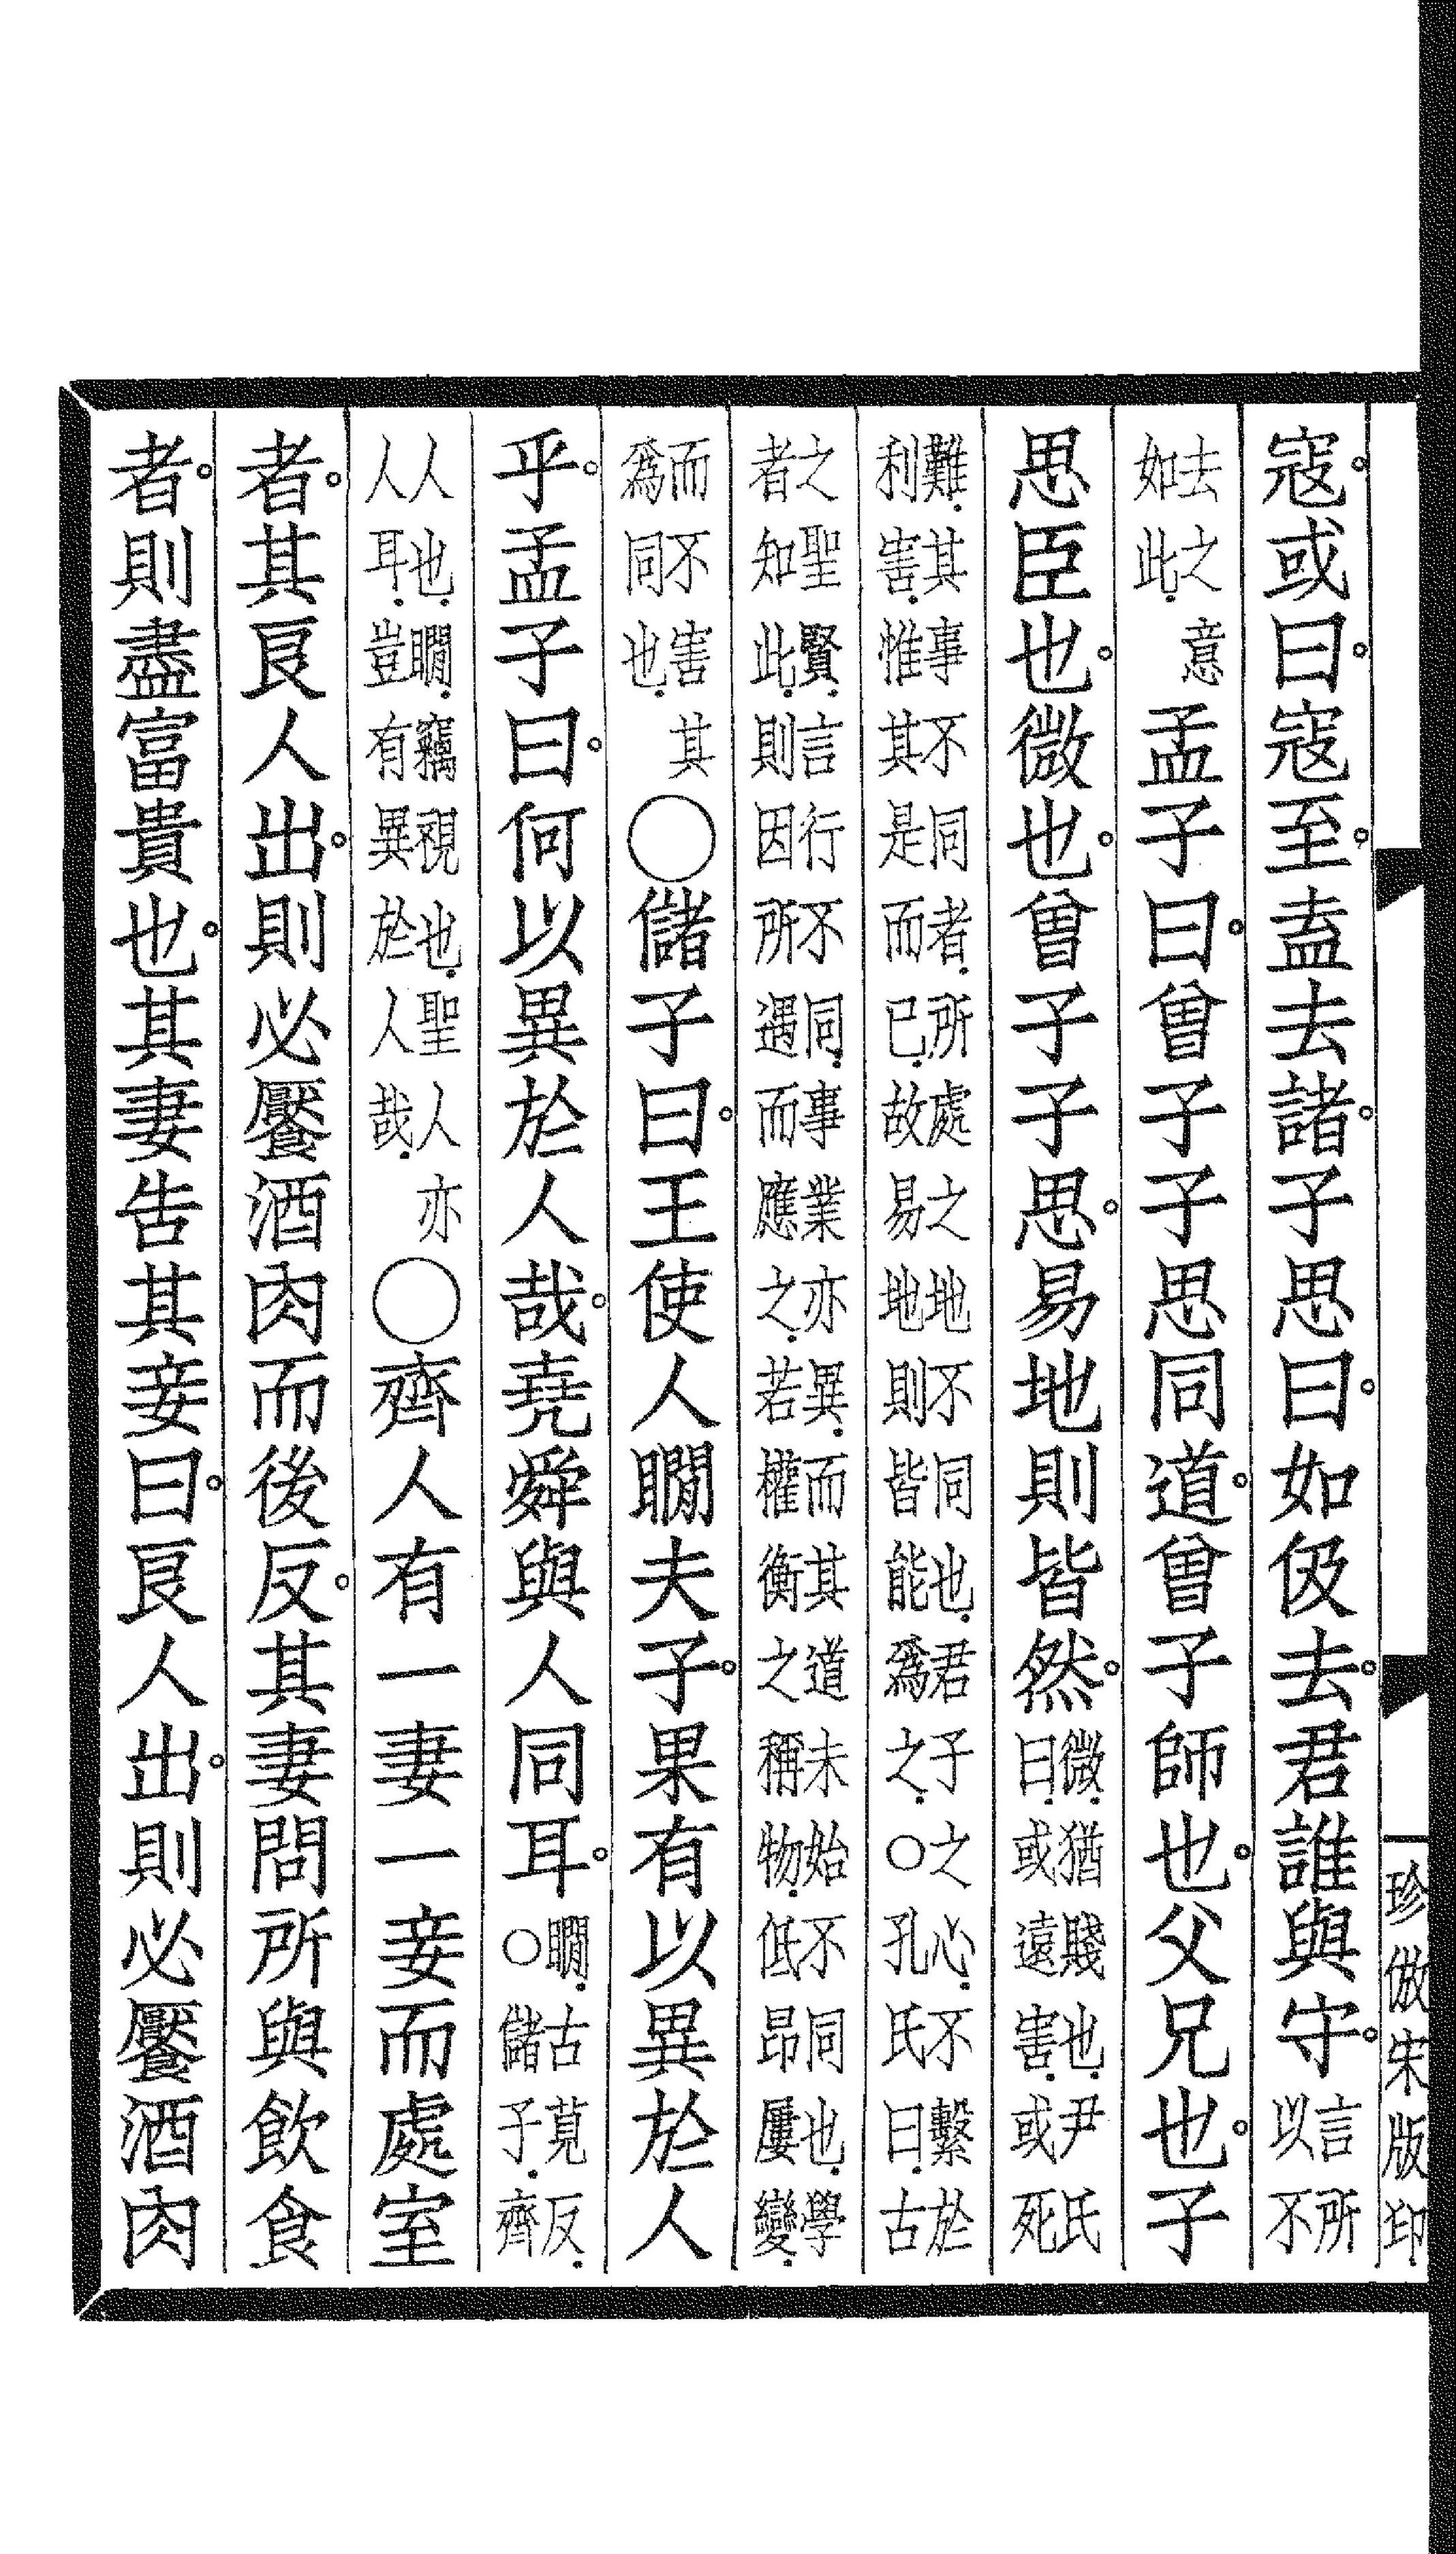 珍倣宋版印
寇。或曰。寇至。盍去諸。子思曰。如伋去。君誰與守。言所以不
去之意如此.孟子曰。曾子子思同道。曾子師也。父兄也。子
思臣也。微也。曾子子思。易地則皆然。微.猶賤也.尹氏曰.或遠害.或死
難.其事不同者.所處之地不同也.君子之心.不繫於利害.惟其是而已.故易地則皆能爲之.○孔氏曰.古
之聖賢.言行不同.事業亦異.而其道未始不同也.學者知此.則因所遇而應之.若權衡之稱物.低昂屢變.
而不害其爲同也.○儲子曰。王使人瞯夫子。果有以異於人
乎。孟子曰。何以異於人哉。堯舜與人同耳。瞯.古莧反.○儲子.齊
人也.瞯.竊視也.聖人亦人耳.豈有異於人哉.○齊人有一妻一妾而處室
者。其良人出。則必饜酒肉而後反。其妻問所與飲食
者。則盡富貴也。其妻告其妾曰。良人出。則必饜酒肉